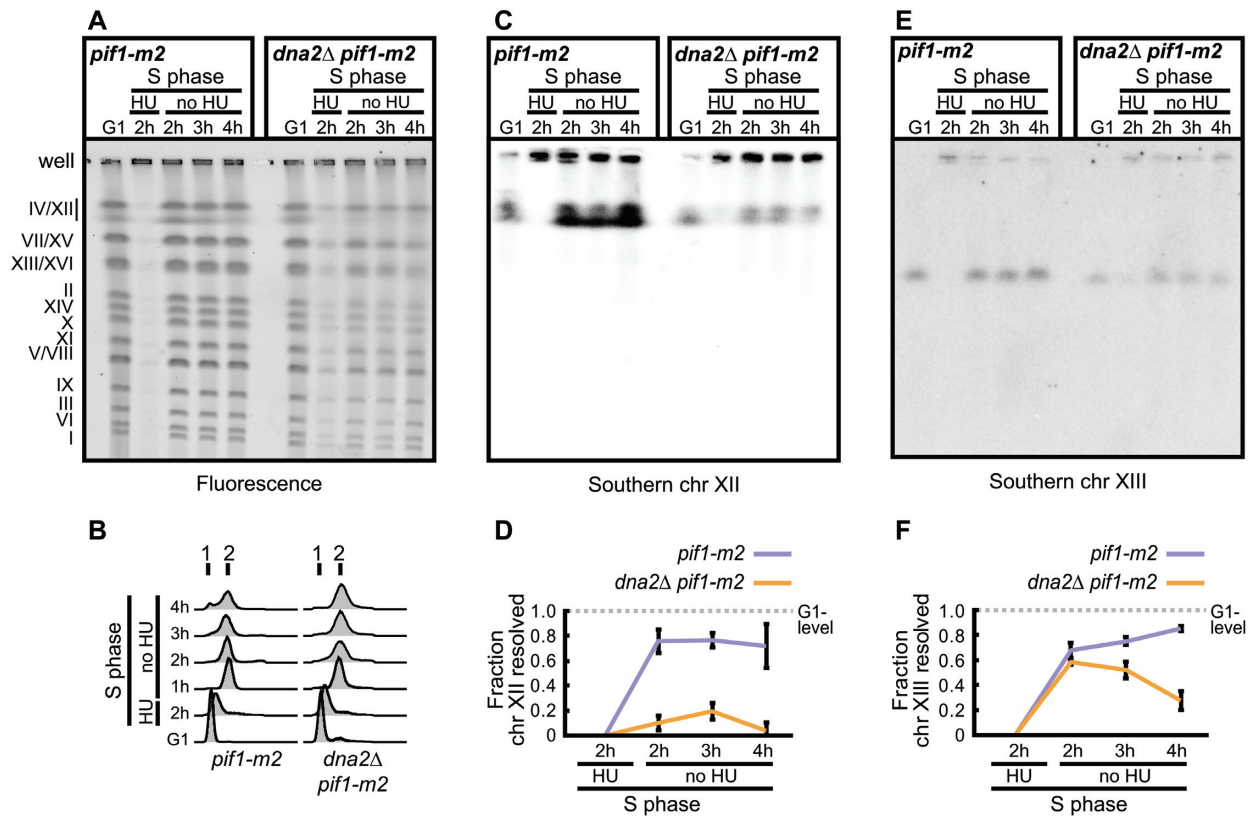 A
pif1-m2
dna2Δ pif1-m2
S phase
S phase
HU
no HU
HU
no HU
G1 2h 2h 3h 4h
G1 2h 2h 3h 4h
well
IV/XII
VII/XV
XIII/XVI
II
XIV
X
XI
V/VIII
IX
III
VI
I
Fluorescence
C
pif1-m2
dna2Δ pif1-m2
S phase
S phase
HU
no HU
HU
no HU
G1 2h 2h 3h 4h
G1 2h 2h 3h 4h
Southern chr XII
E
pif1-m2
dna2Δ pif1-m2
S phase
S phase
HU
no HU
HU
no HU
G1 2h 2h 3h 4h
G1 2h 2h 3h 4h
Southern chr XIII
B
1 2
1 2
S phase
no HU
HU
4h
3h
2h
1h
2h
G1
pif1-m2
dna2Δ
pif1-m2
D
pif1-m2
dna2Δ pif1-m2
G1-
level
Fraction
chr XII resolved
1.0
0.8
0.6
0.4
0.2
0
2h 2h 3h 4h
HU
no HU
S phase
F
pif1-m2
dna2Δ pif1-m2
G1-
level
Fraction
chr XIII resolved
1.0
0.8
0.6
0.4
0.2
0
2h 2h 3h 4h
HU
no HU
S phase